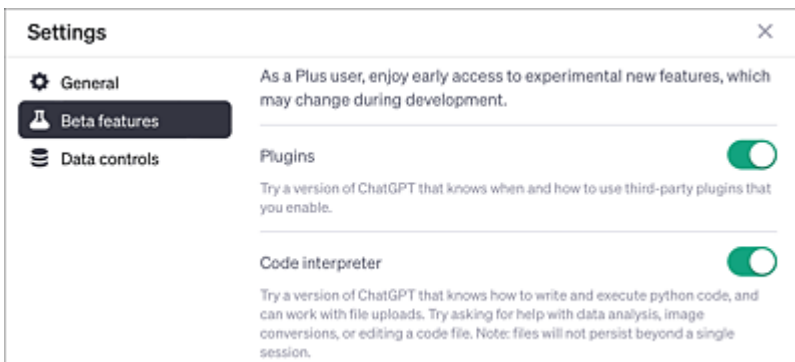 Settings
General
Beta features
Data controls
As a Plus user, enjoy early access to experimental new features, which
may change during development.
Plugins
Try a version of ChatGPT that knows when and how to use third-party plugins that
you enable.
Code interpreter
Try a version of ChatGPT that knows how to write and execute python code, and
can work with file uploads. Try asking for help with data analysis, image
conversions, or editing a code file. Note: files will not persist beyond a single
session.